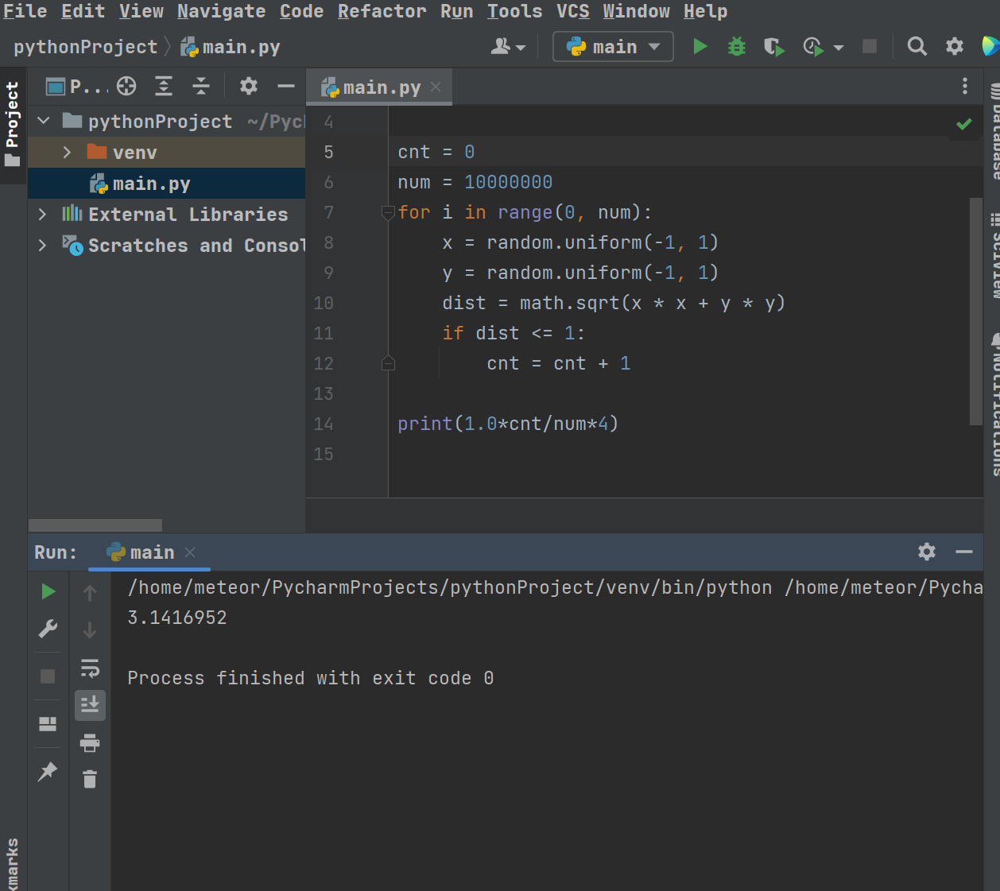 File Edit View Navigate Code Refactor Run Tools VCS Window Help
pythonProject main.py main
Project
P... main.py
pythonProject ~/Pycl
venv
main.py
External Libraries
Scratches and Consol
4
5 cnt = 0
6 num = 10000000
7 for i in range(0, num):
8 x = random.uniform(-1, 1)
9 y = random.uniform(-1, 1)
10 dist = math.sqrt(x * x + y * y)
11 if dist <= 1:
12 cnt = cnt + 1
13
14 print(1.0*cnt/num*4)
15
Database
SciView
Notifications
Run: main
/home/meteor/PycharmProjects/pythonProject/venv/bin/python /home/meteor/Pycha
3.1416952
Process finished with exit code 0
kmarks